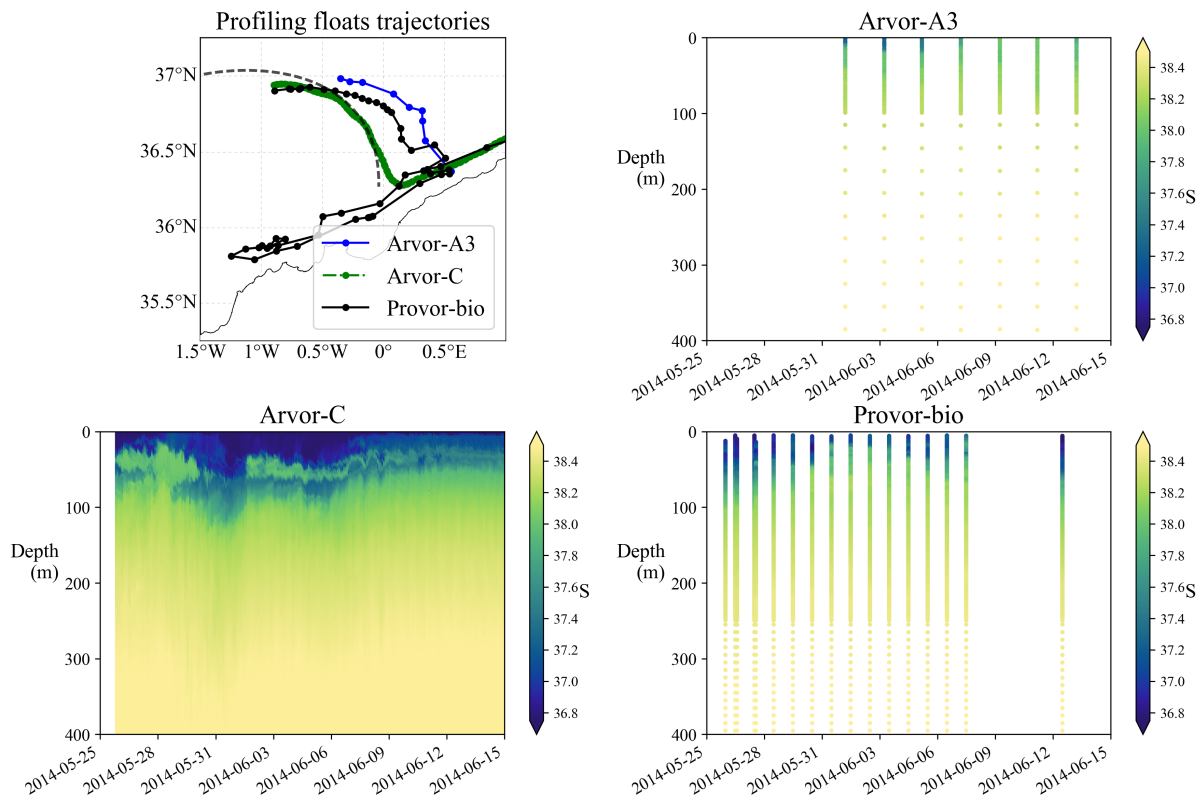 Profiling floats trajectories
37°N
36.5°N
36°N
35.5°N
1.5°W 1°W 0.5°W 0° 0.5°E
Arvor-A3
Arvor-C
Provor-bio
Arvor-A3
0
100
200
300
400
Depth
(m)
2014-05-25 2014-05-28 2014-05-31 2014-06-03 2014-06-06 2014-06-09 2014-06-12 2014-06-15
38.4
38.2
38.0
37.8
37.6
37.4
37.2
37.0
36.8
S
Arvor-C
0
100
200
300
400
Depth
(m)
2014-05-25 2014-05-28 2014-05-31 2014-06-03 2014-06-06 2014-06-09 2014-06-12 2014-06-15
38.4
38.2
38.0
37.8
37.6
37.4
37.2
37.0
36.8
S
Provor-bio
0
100
200
300
400
Depth
(m)
2014-05-25 2014-05-28 2014-05-31 2014-06-03 2014-06-06 2014-06-09 2014-06-12 2014-06-15
38.4
38.2
38.0
37.8
37.6
37.4
37.2
37.0
36.8
S